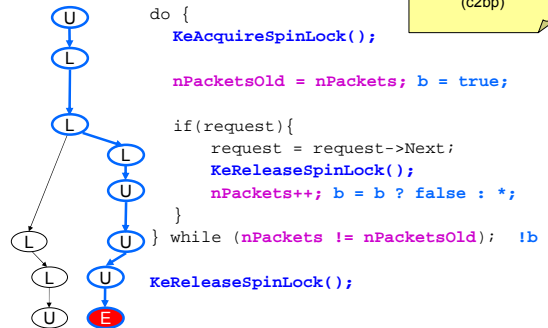 (c2bp)
U
do {
KeAcquireSpinLock();
L
nPacketsOld = nPackets; b = true;
L
if(request){
L
request = request->Next;
KeReleaseSpinLock();
U
nPackets++; b = b ? false : *;
}
L
U
} while (nPackets != nPacketsOld); !b
L
U
KeReleaseSpinLock();
U
E